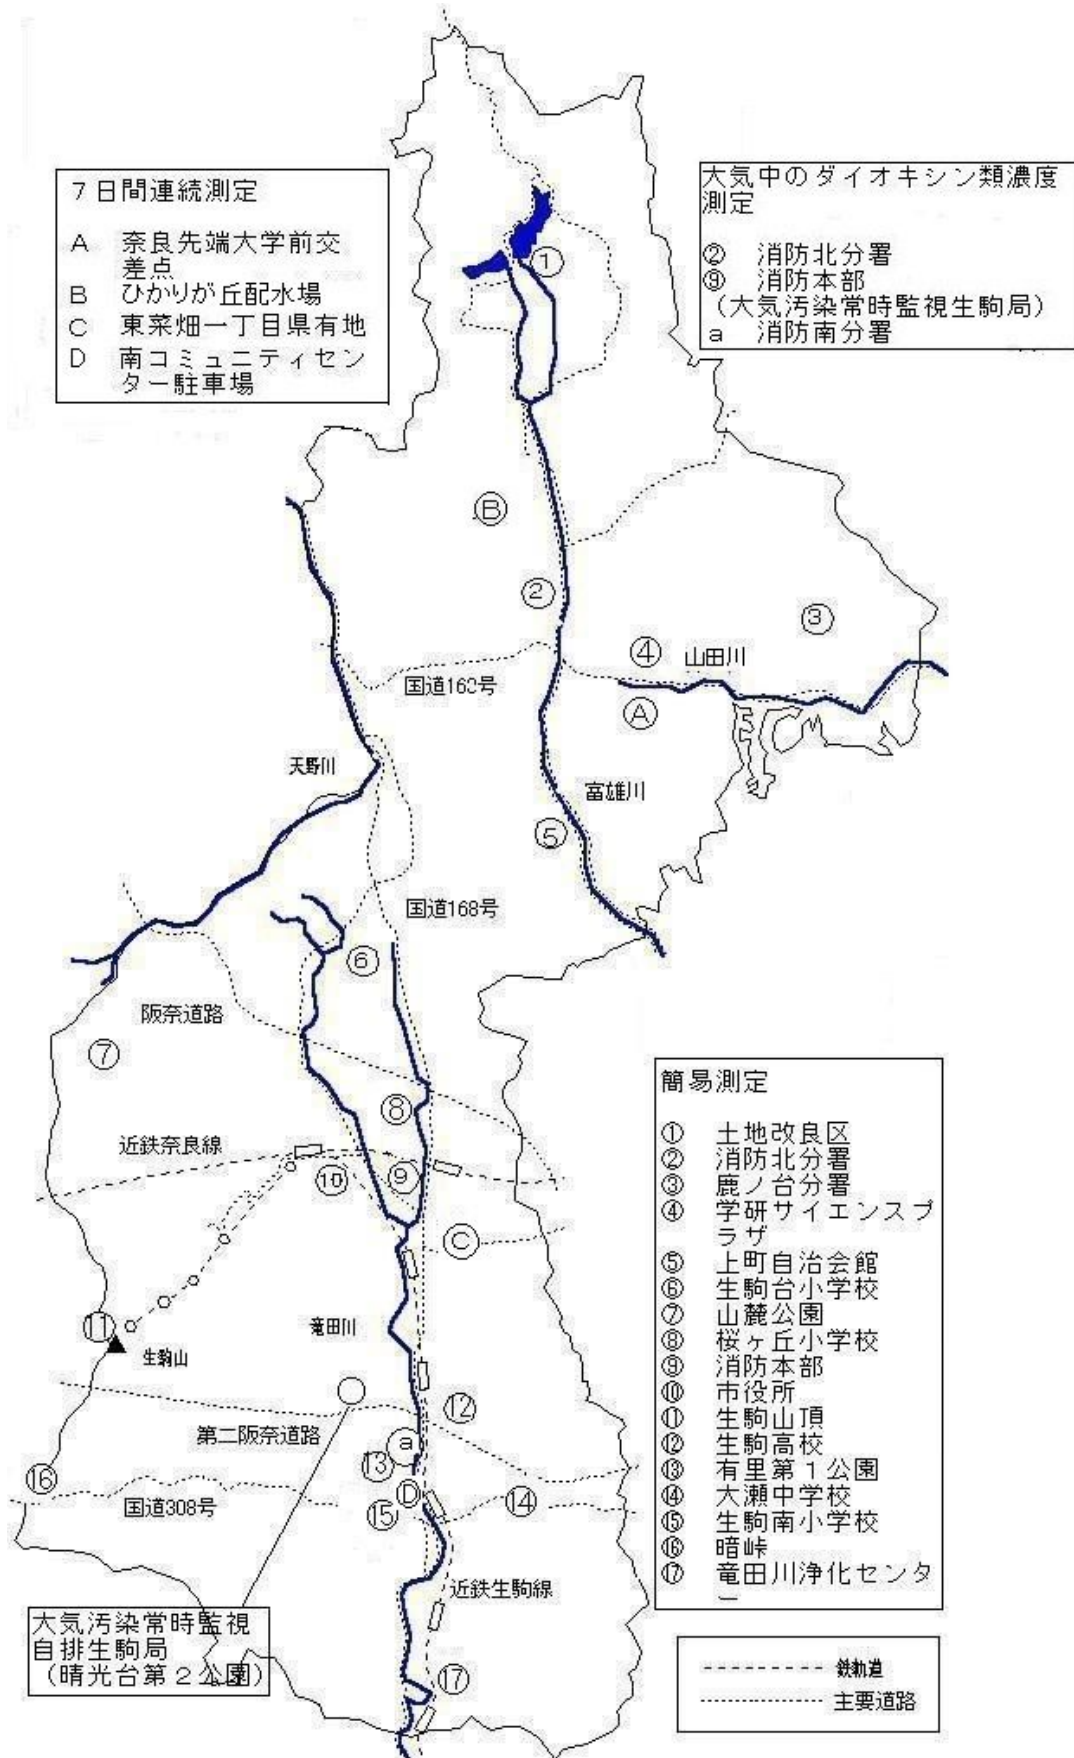 7日間連続測定
A 奈良先端大学前交
差点
B ひかりが丘配水場
C 東菜畑一丁目県有地
D 南コミュニティセン
ター駐車場
大気中のダイオキシン類濃度
測定
② 消防北分署
⑨ 消防本部
(大気汚染常時監視生駒局)
a 消防南分署
①
B
②
③
④
山田川
国道163号
A
天野川
富雄川
⑤
国道168号
⑥
阪奈道路
⑦
⑧
近鉄奈良線
⑨
⑩
C
⑪
竜田川
生駒山
⑫
第二阪奈道路
a
⑬
⑯
D
⑭
国道308号
⑮
近鉄生駒線
⑰
大気汚染常時監視
自排生駒局
(晴光台第2公園)
簡易測定
① 土地改良区
② 消防北分署
③ 鹿ノ台分署
④ 学研サイエンスプ
ラザ
⑤ 上町自治会館
⑥ 生駒台小学校
⑦ 山麓公園
⑧ 桜ヶ丘小学校
⑨ 消防本部
⑩ 市役所
⑪ 生駒山頂
⑫ 生駒高校
⑬ 有里第1公園
⑭ 大瀬中学校
⑮ 生駒南小学校
⑯ 暗峠
⑰ 竜田川浄化センタ
ー
鉄軌道
主要道路